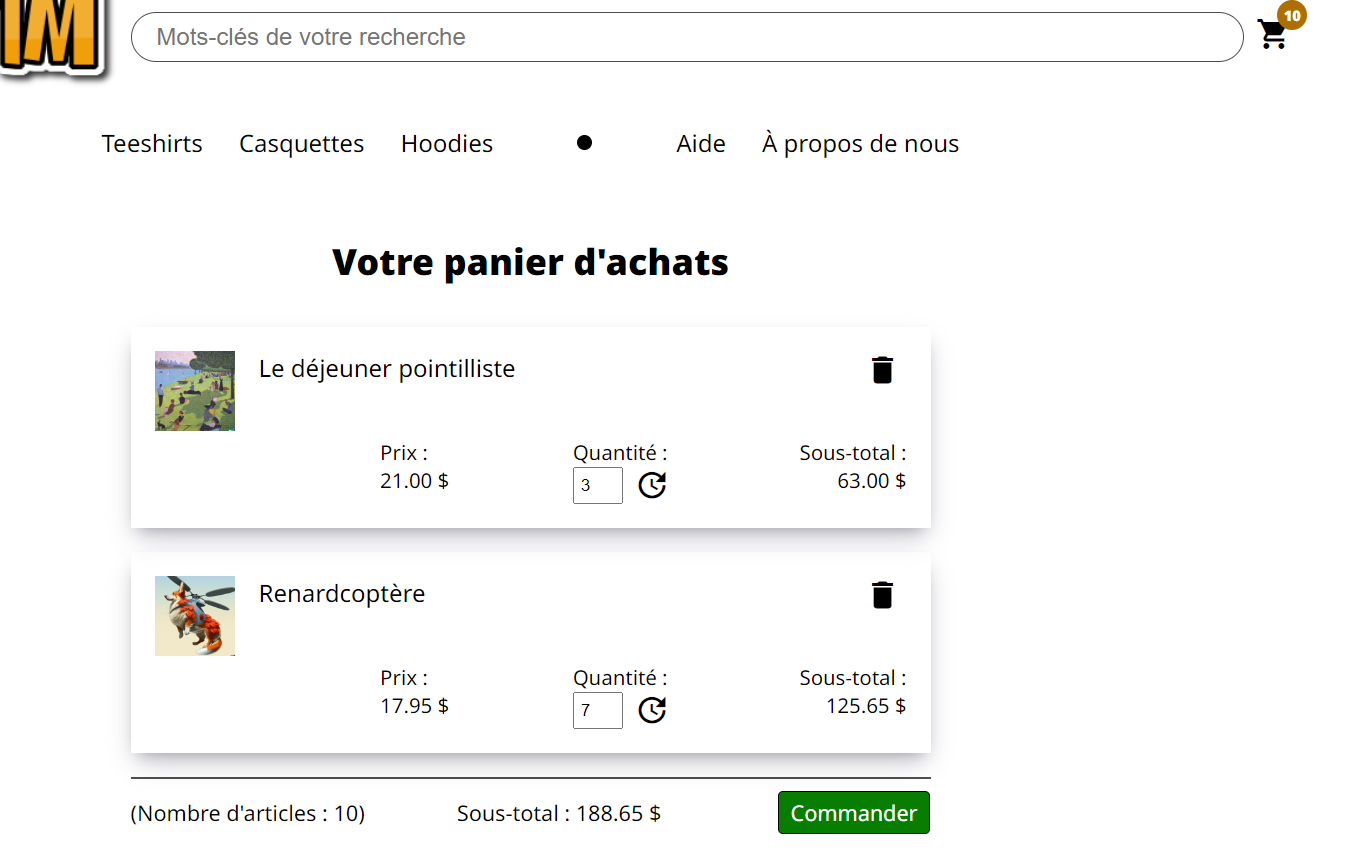 1M
Mots-clés de votre recherche
10
Teeshirts Casquettes Hoodies Aide À propos de nous
Votre panier d'achats
Le déjeuner pointilliste
Prix : Quantité : Sous-total :
21.00 $ 3 63.00 $
Renardcoptère
Prix : Quantité : Sous-total :
17.95 $ 7 125.65 $
(Nombre d'articles : 10) Sous-total : 188.65 $ Commander